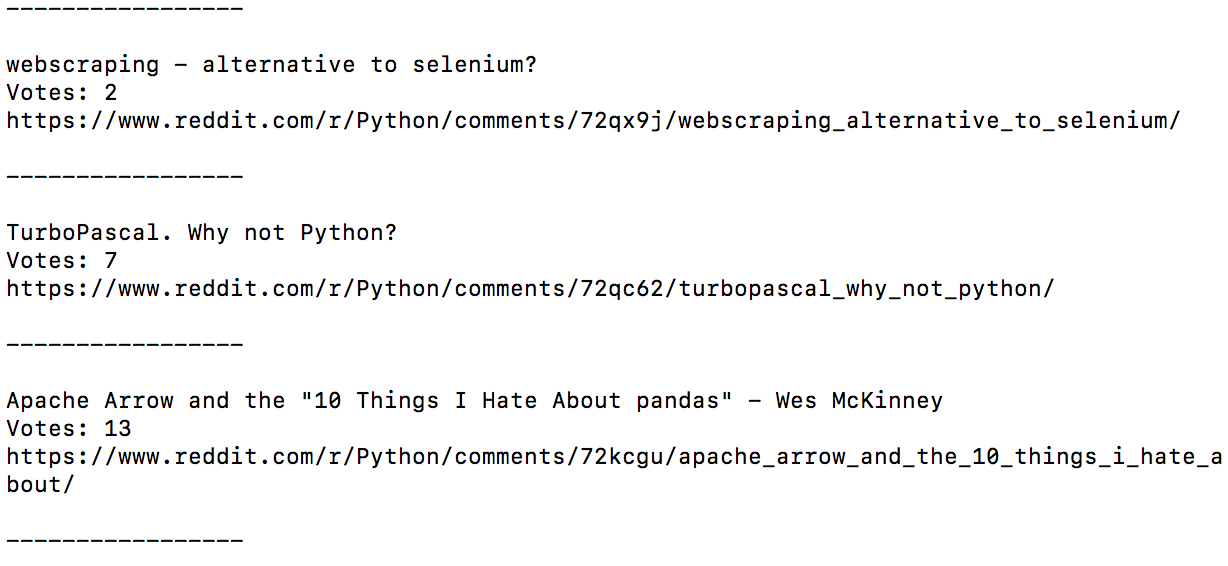 -----------------
webscraping - alternative to selenium?
Votes: 2
https://www.reddit.com/r/Python/comments/72qx9j/webscraping_alternative_to_selenium/
-----------------
TurboPascal. Why not Python?
Votes: 7
https://www.reddit.com/r/Python/comments/72qc62/turbopascal_why_not_python/
-----------------
Apache Arrow and the "10 Things I Hate About pandas" - Wes McKinney
Votes: 13
https://www.reddit.com/r/Python/comments/72kcgu/apache_arrow_and_the_10_things_i_hate_a
bout/
-----------------